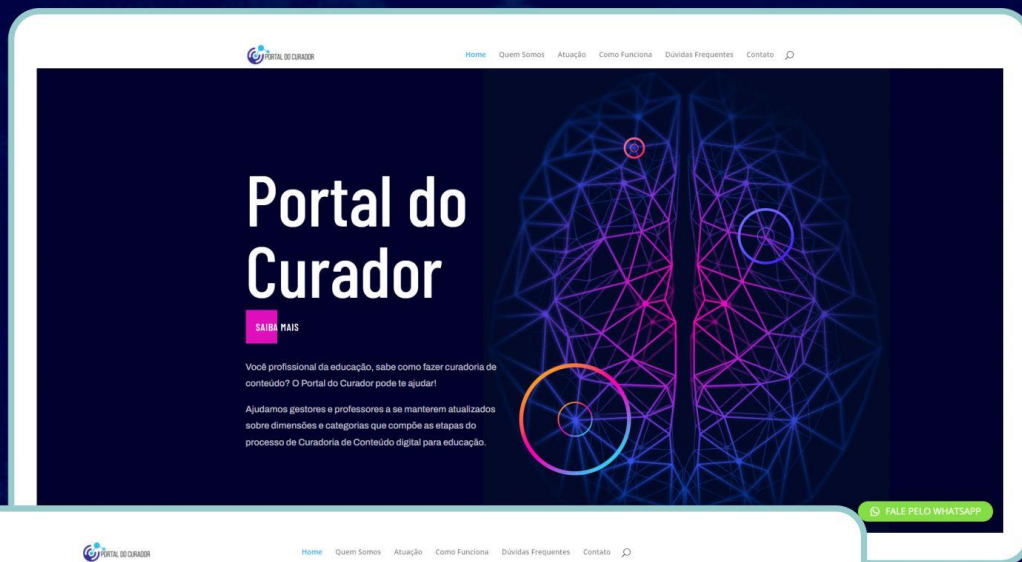 PORTAL DO CURADOR
Home Quem Somos Atuação Como Funciona Dúvidas Frequentes Contato
Portal do
Curador
SAIBA MAIS
Você profissional da educação, sabe como fazer curadoria de
conteúdo? O Portal do Curador pode te ajudar!
Ajudamos gestores e professores a se manterem atualizados
sobre dimensões e categorias que compõe as etapas do
processo de Curadoria de Conteúdo digital para educação.
FALE PELO WHATSAPP
PORTAL DO CURADOR
Home Quem Somos Atuação Como Funciona Dúvidas Frequentes Contato